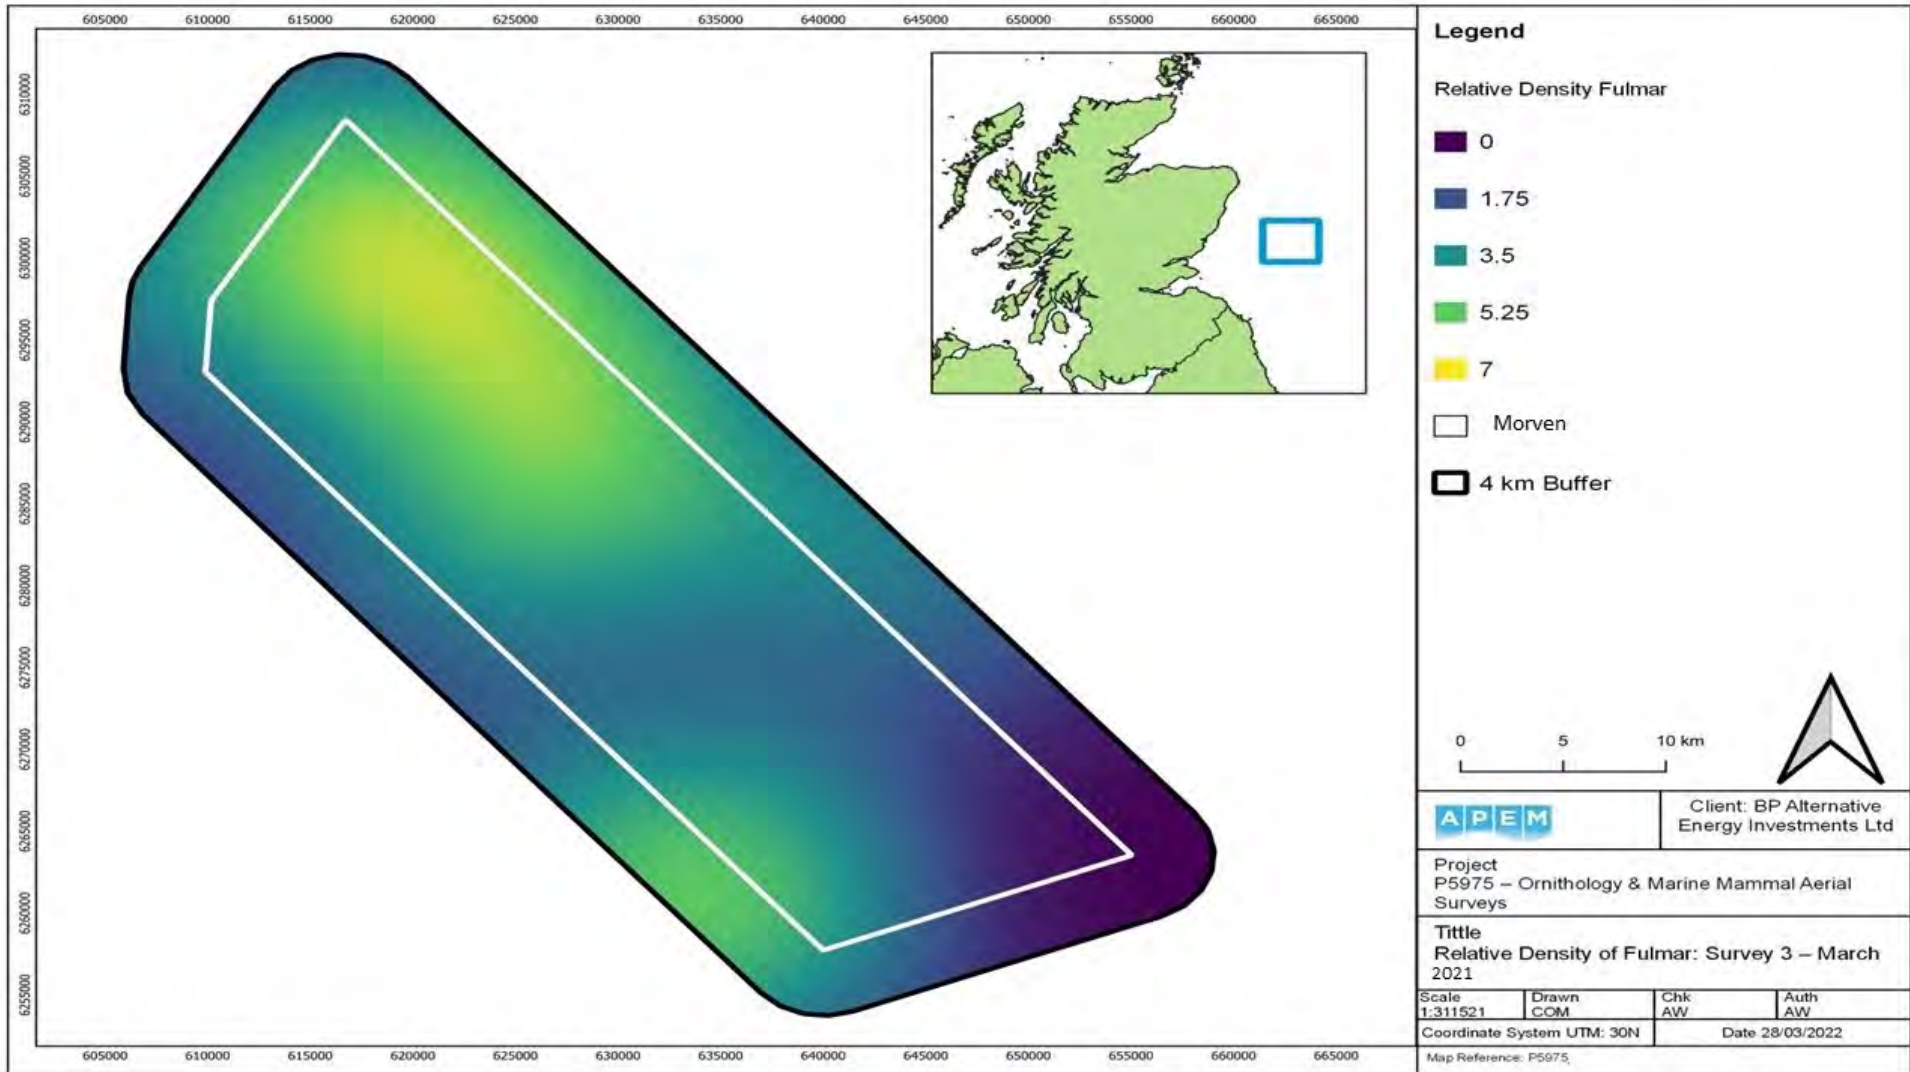 605000 610000 615000 620000 625000 630000 635000 640000 645000 650000 655000 660000 665000
6310000
6305000
6300000
6295000
6290000
6285000
6280000
6275000
6270000
6265000
6260000
6255000
605000 610000 615000 620000 625000 630000 635000 640000 645000 650000 655000 660000 665000
Legend
Relative Density Fulmar
0
1.75
3.5
5.25
7
Morven
4 km Buffer
0 5 10 km
APEM
Client: BP Alternative
Energy Investments Ltd
Project
P5975 – Ornithology & Marine Mammal Aerial
Surveys
Tittle
Relative Density of Fulmar: Survey 3 – March
2021
Scale
1:311521
Drawn
COM
Chk
AW
Auth
AW
Coordinate System UTM: 30N
Date 28/03/2022
Map Reference: P5975